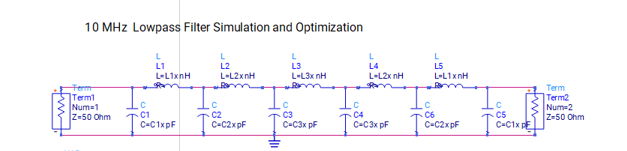 10 MHz Lowpass Filter Simulation and Optimization
L
L1
L=L1x nH
L
L2
L=L2x nH
L
L3
L=L3x nH
L
L4
L=L2x nH
L
L5
L=L1x nH
Term
Term1
Num=1
Z=50 Ohm
C
C1
C=C1x pF
C
C2
C=C2x pF
C
C3
C=C3x pF
C
C4
C=C3x pF
C
C6
C=C2x pF
C
C5
C=C1x pF
Term
Term2
Num=2
Z=50 Ohm